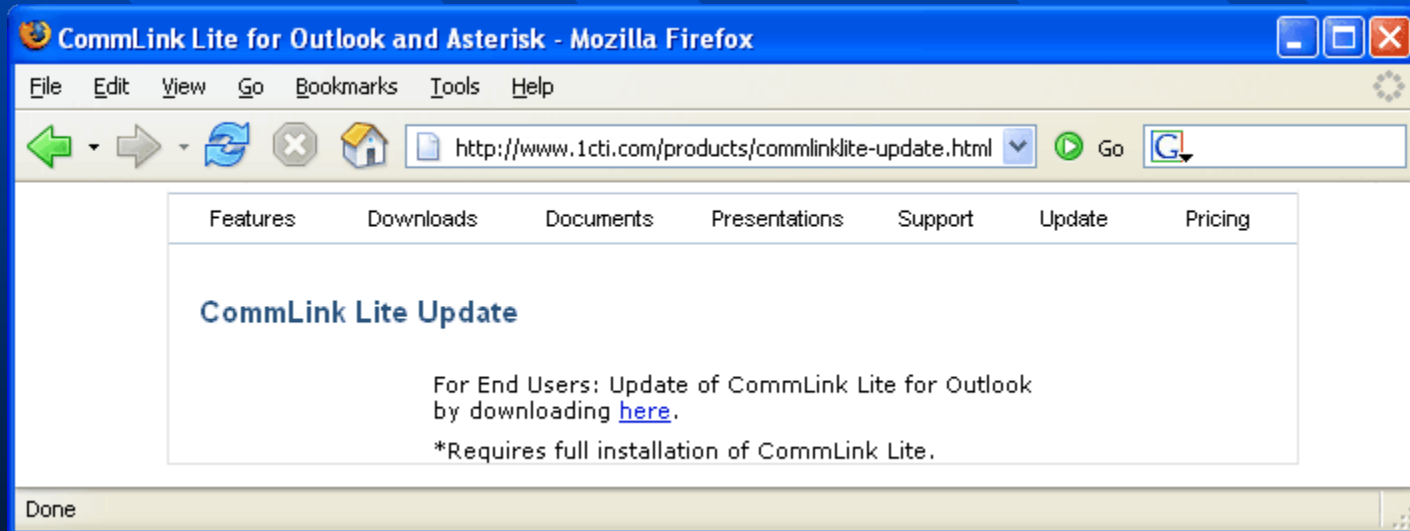 CommLink Lite for Outlook and Asterisk - Mozilla Firefox
File Edit View Go Bookmarks Tools Help
http://www.1cti.com/products/commlinklite-update.html Go G
Features Downloads Documents Presentations Support Update Pricing
CommLink Lite Update
For End Users: Update of CommLink Lite for Outlook
by downloading here.
*Requires full installation of CommLink Lite.
Done